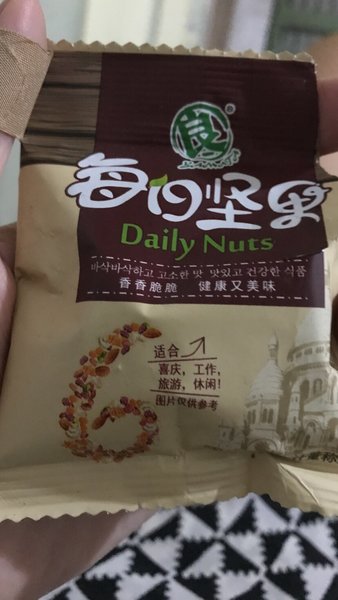 良
®
每日坚果
Daily Nuts
바삭바삭하고 고소한 맛 맛있고 건강한 식품
香香脆脆 健康又美味
6
适合
喜庆，工作，
旅游，休闲！
图片仅供参考